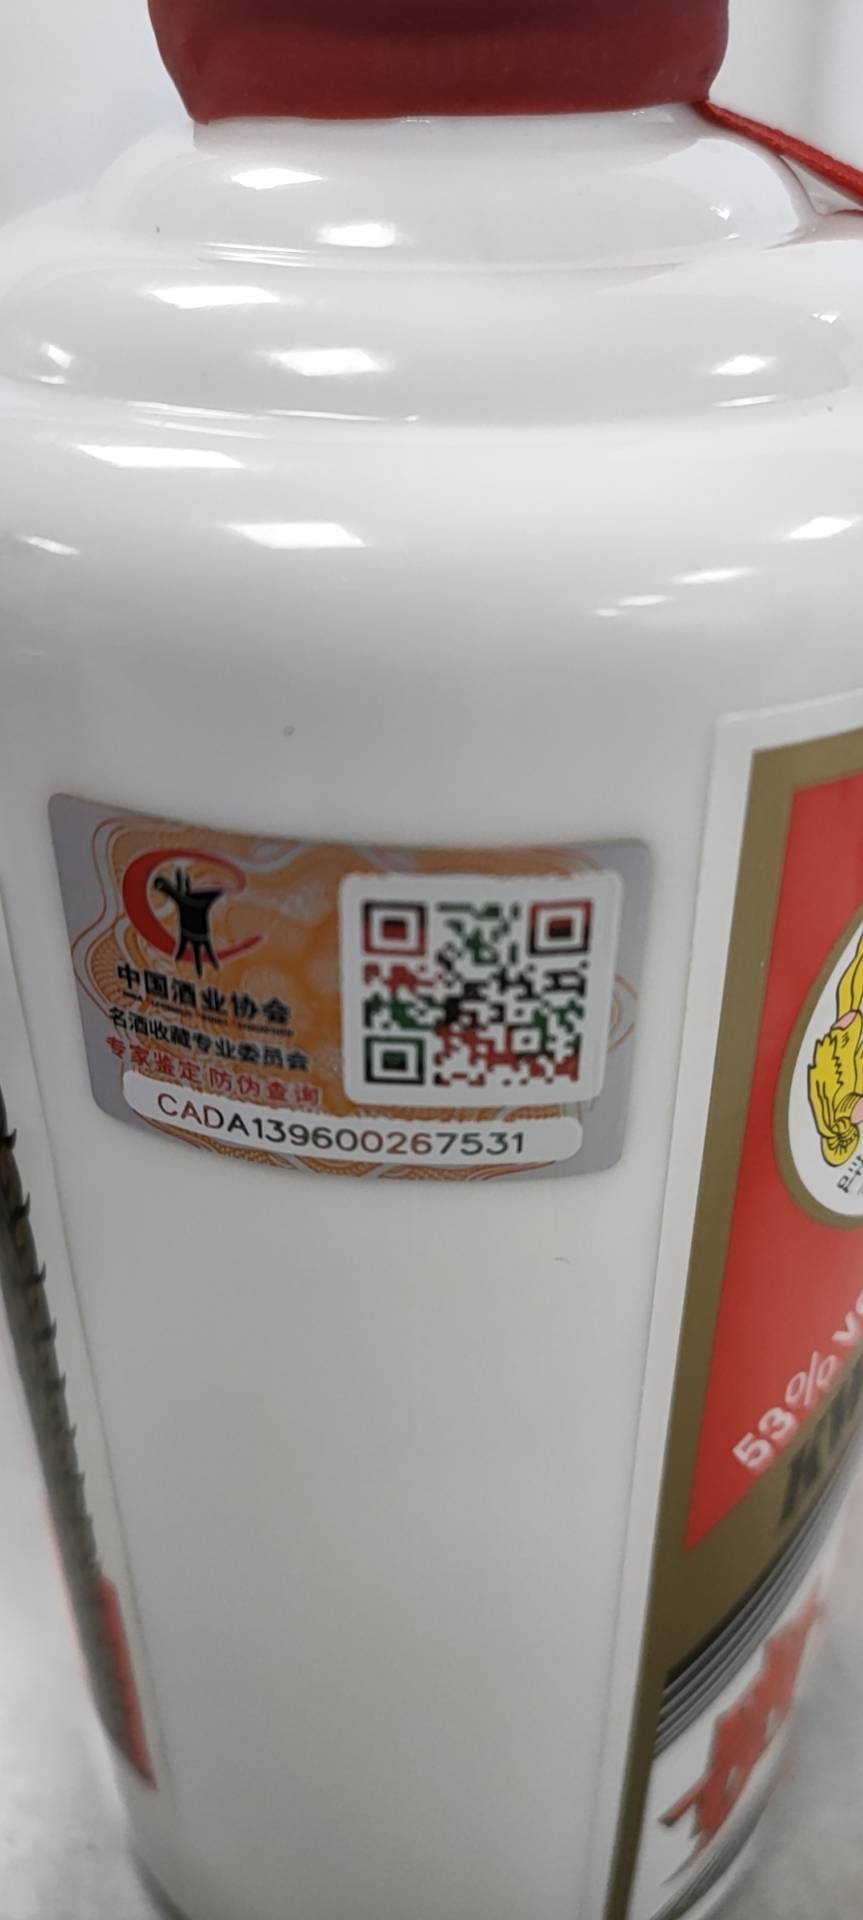 中国酒业协会
名酒收藏专业委员会
专家鉴定 防伪查询
CADA139600267531
53%